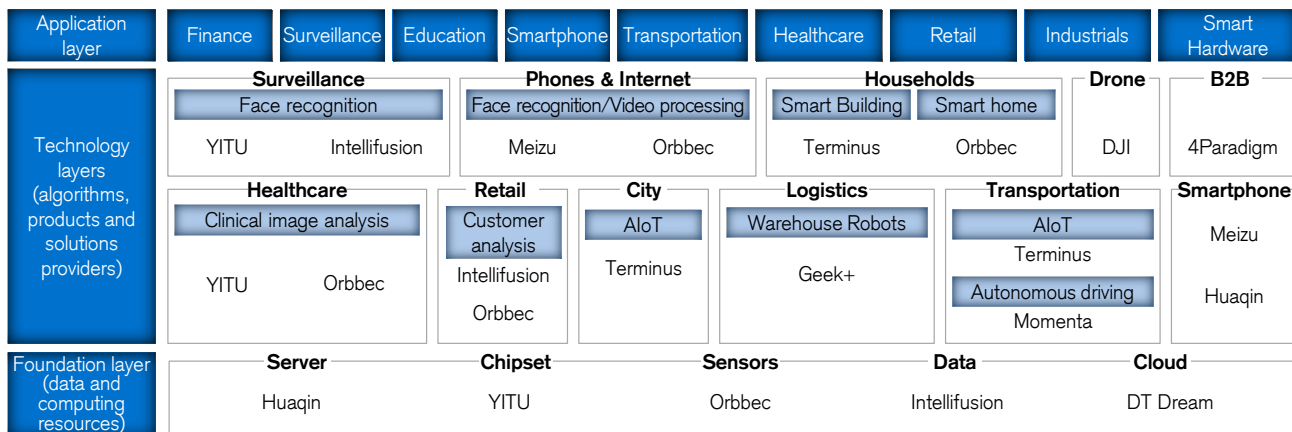 Application
layer
Finance
Surveillance
Education
Smartphone
Transportation
Healthcare
Retail
Industrials
Smart
Hardware
Technology
layers
(algorithms,
products and
solutions
providers)
Surveillance
Face recognition
YITU Intellifusion
Phones & Internet
Face recognition/Video processing
Meizu Orbbec
Households
Smart Building Smart home
Terminus Orbbec
Drone
DJI
B2B
4Paradigm
Healthcare
Clinical image analysis
YITU Orbbec
Retail
Customer
analysis
Intellifusion
Orbbec
City
AIoT
Terminus
Logistics
Warehouse Robots
Geek+
Transportation
AIoT
Terminus
Autonomous driving
Momenta
Smartphone
Meizu
Huaqin
Foundation layer
(data and
computing
resources)
Server Chipset Sensors Data Cloud
Huaqin YITU Orbbec Intellifusion DT Dream